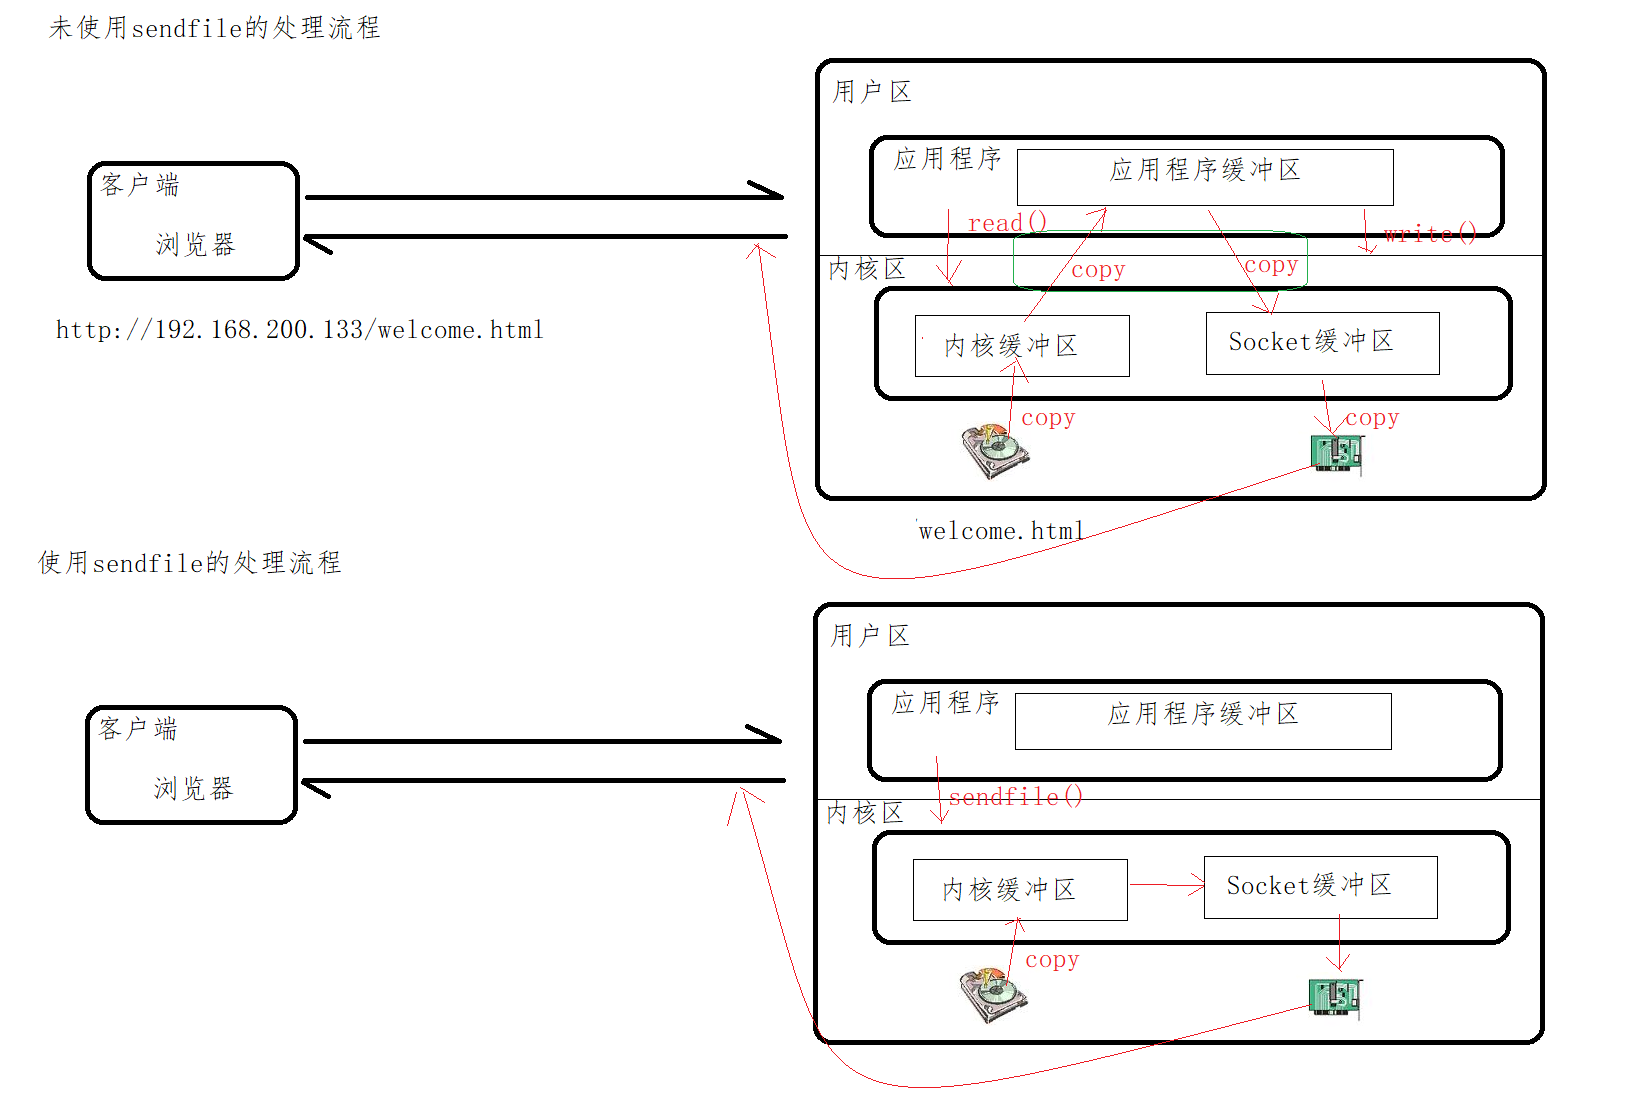 未使用sendfile的处理流程
用户区
应用程序
应用程序缓冲区
客户端
浏览器
read()
write()
内核区
copy
copy
http://192.168.200.133/welcome.html
内核缓冲区
Socket缓冲区
copy
copy
welcome.html
使用sendfile的处理流程
用户区
应用程序
应用程序缓冲区
客户端
浏览器
sendfile()
内核区
内核缓冲区
Socket缓冲区
copy